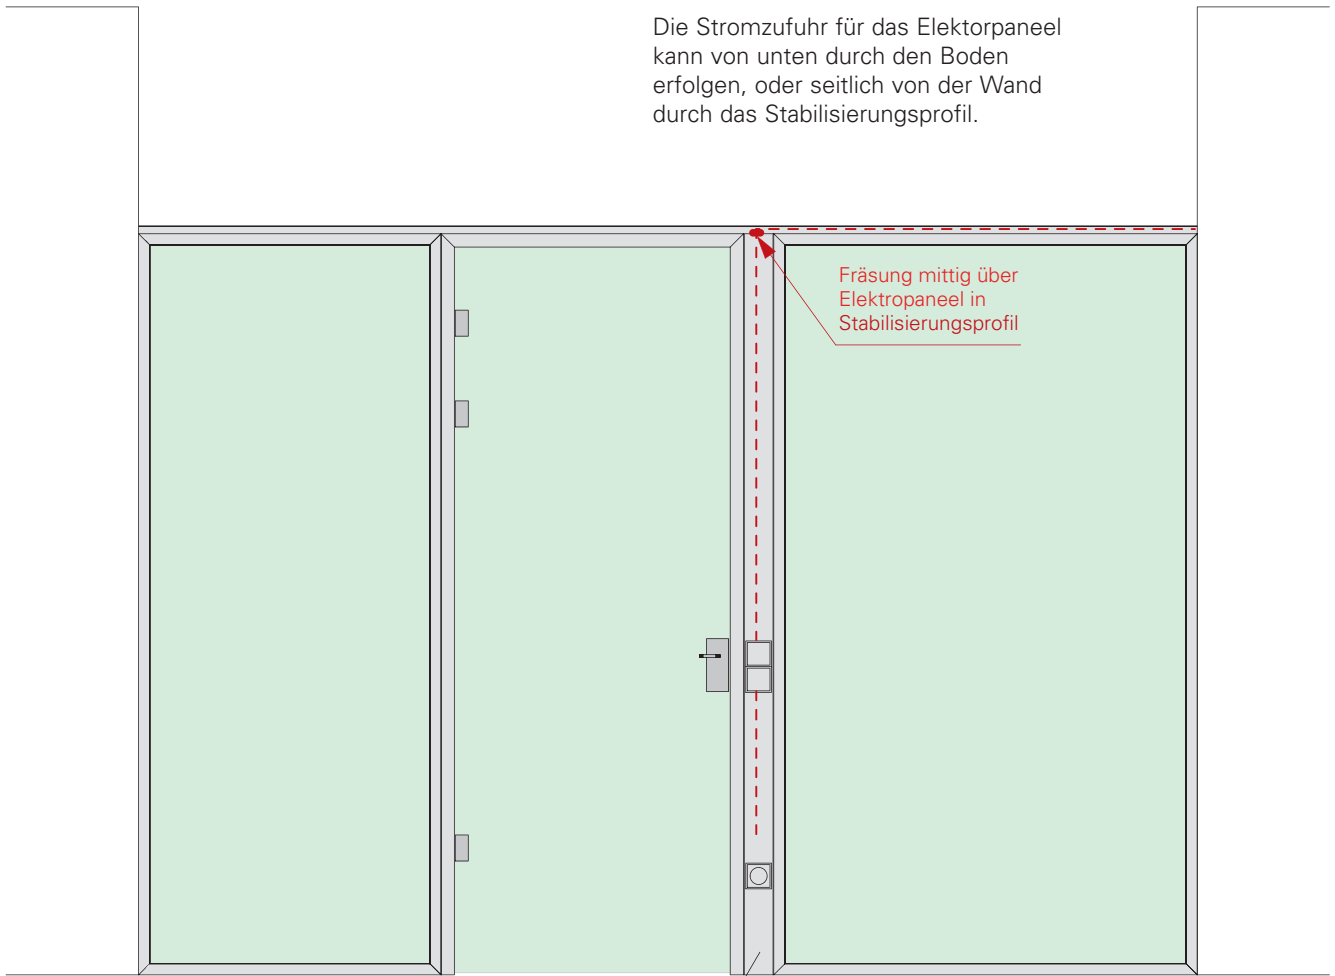 Die Stromzufuhr für das Elektorpaneel
kann von unten durch den Boden
erfolgen, oder seitlich von der Wand
durch das Stabilisierungsprofil.
Fräsung mittig über
Elektropaneel in
Stabilisierungsprofil